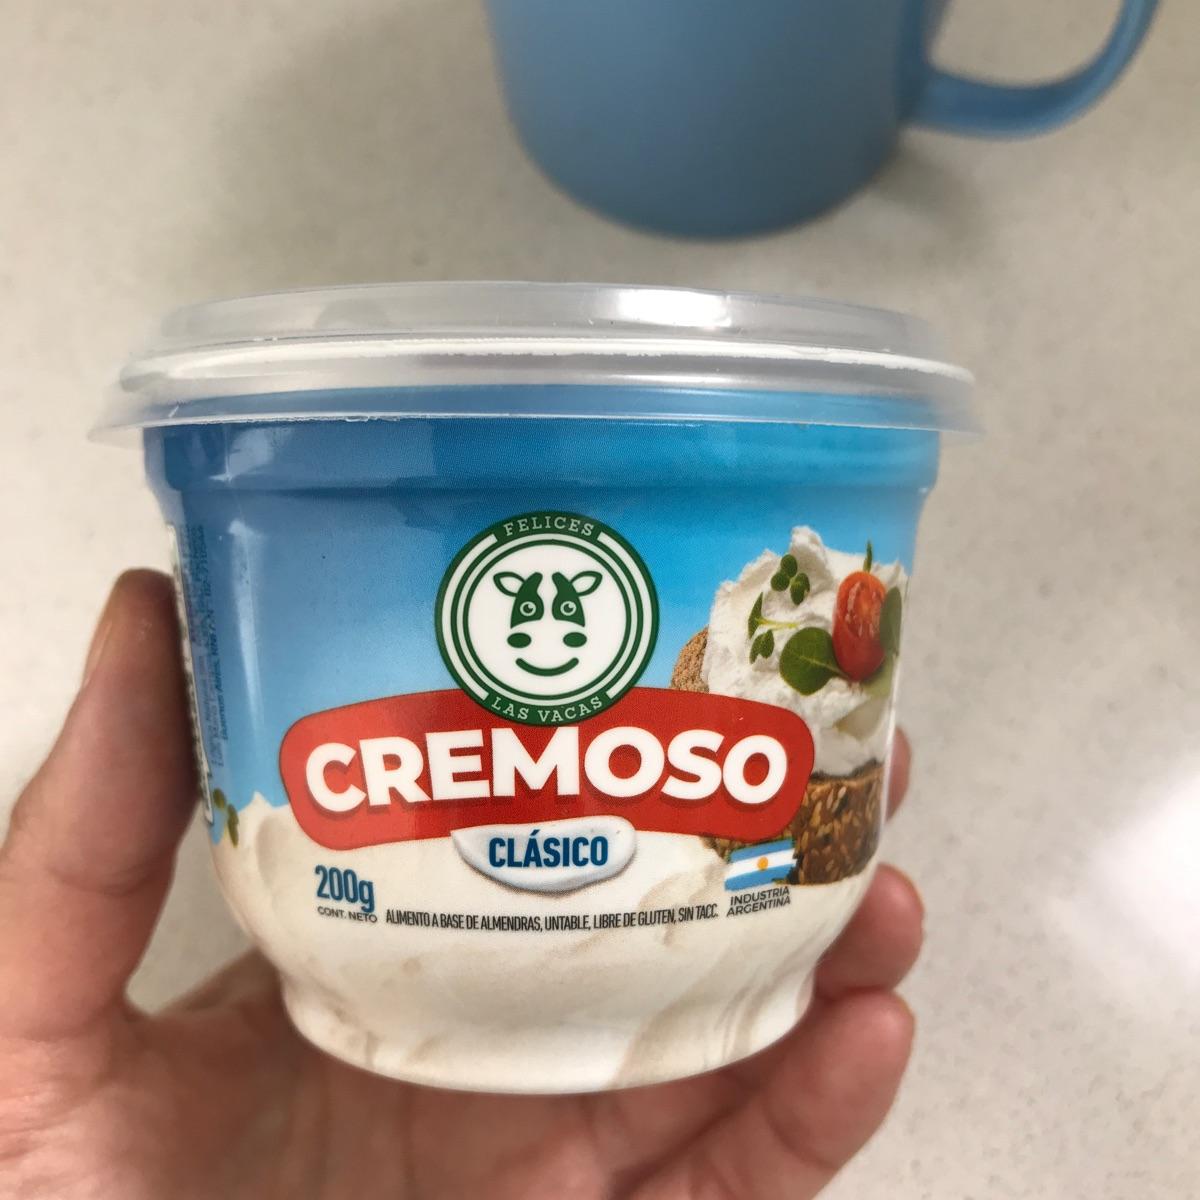 FELICES
LAS VACAS
CREMOSO
CLÁSICO
200g
CONT. NETO
ALIMENTO A BASE DE ALMENDRAS, UNTABLE, LIBRE DE GLUTEN, SIN TACC.
INDUSTRIA
ARGENTINA